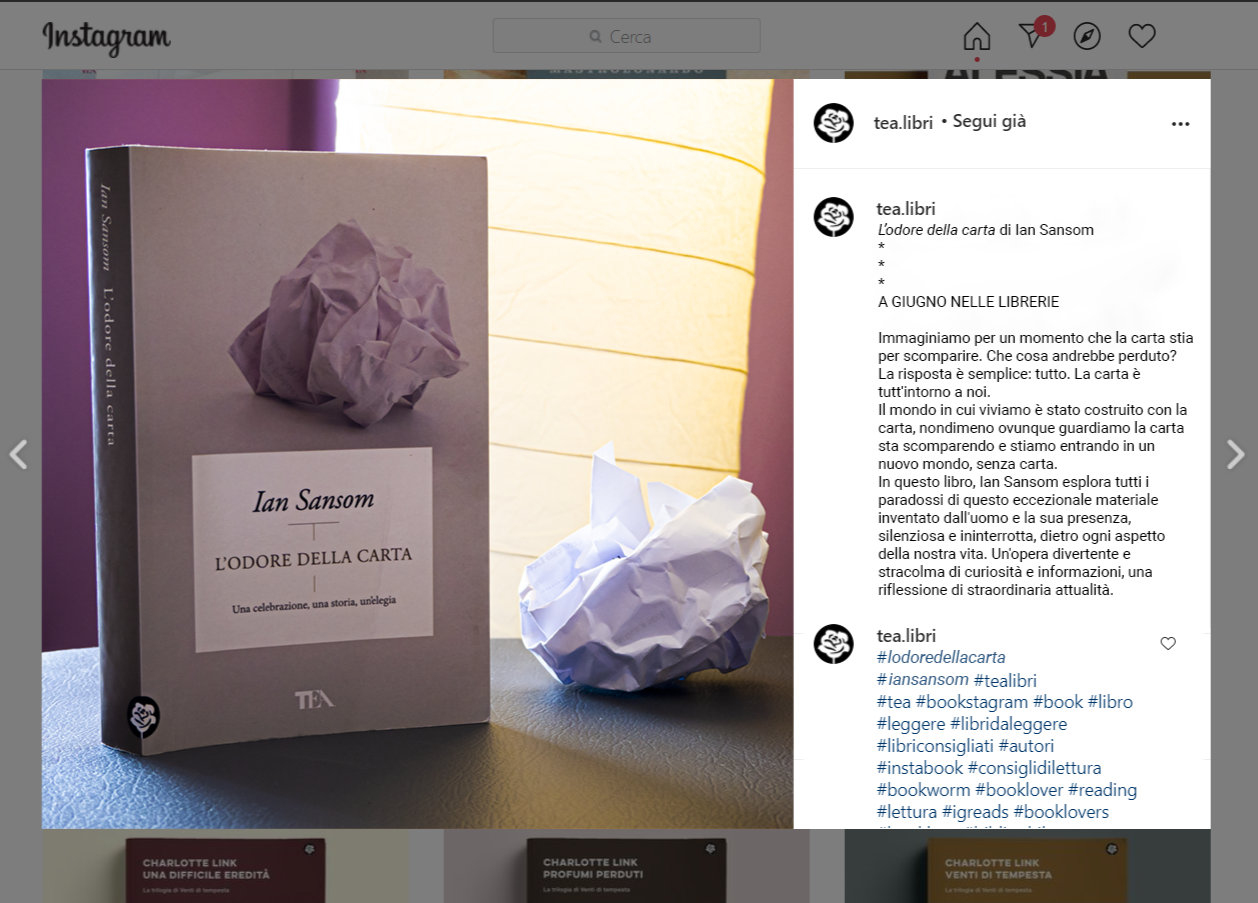 Instagram
Cerca
1
MASTROLONARDO
ALESSIA
Ian Sansom L'odore della carta
Ian Sansom
L'ODORE DELLA CARTA
Una celebrazione, una storia, un'elegia
TEA
tea.libri • Segui già
tea.libri
L'odore della carta di Ian Sansom
*
*
*
A GIUGNO NELLE LIBRERIE
Immaginiamo per un momento che la carta stia
per scomparire. Che cosa andrebbe perduto?
La risposta è semplice: tutto. La carta è
tutt'intorno a noi.
Il mondo in cui viviamo è stato costruito con la
carta, nondimeno ovunque guardiamo la carta
sta scomparendo e stiamo entrando in un
nuovo mondo, senza carta.
In questo libro, Ian Sansom esplora tutti i
paradossi di questo eccezionale materiale
inventato dall'uomo e la sua presenza,
silenziosa e ininterrotta, dietro ogni aspetto
della nostra vita. Un'opera divertente e
stracolma di curiosità e informazioni, una
riflessione di straordinaria attualità.
tea.libri
#lodoredellacarta
#iansansom #tealibri
#tea #bookstagram #book #libro
#leggere #libridaleggere
#libriconsigliati #autori
#instabook #consiglidilettura
#bookworm #booklover #reading
#lettura #igreads #booklovers
CHARLOTTE LINK
UNA DIFFICILE EREDITÀ
La trilogia di Venti di tempesta
CHARLOTTE LINK
PROFUMI PERDUTI
La trilogia di Venti di tempesta
CHARLOTTE LINK
VENTI DI TEMPESTA
La trilogia di Venti di tempesta